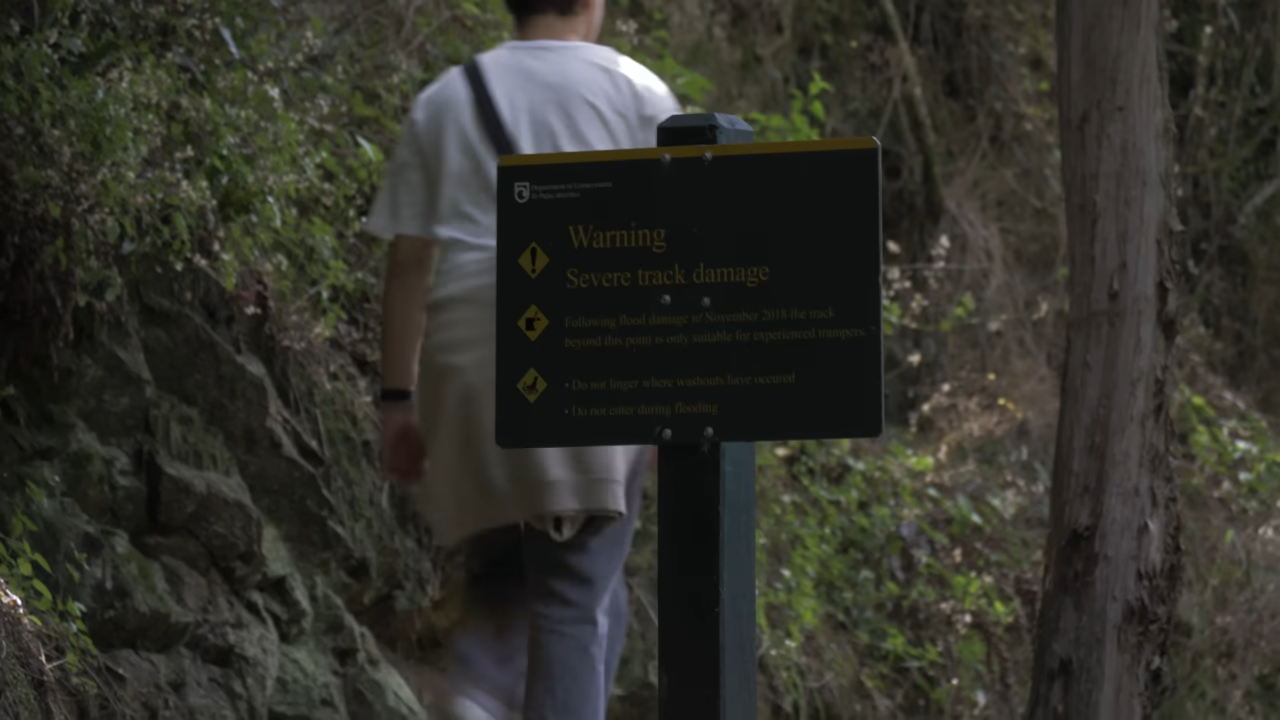 Department of Conservation
Te Papa Atawhai
Warning
Severe track damage
Following flood damage in November 2018 the track
beyond this point is only suitable for experienced trampers.
• Do not linger where washouts have occured
• Do not enter during flooding